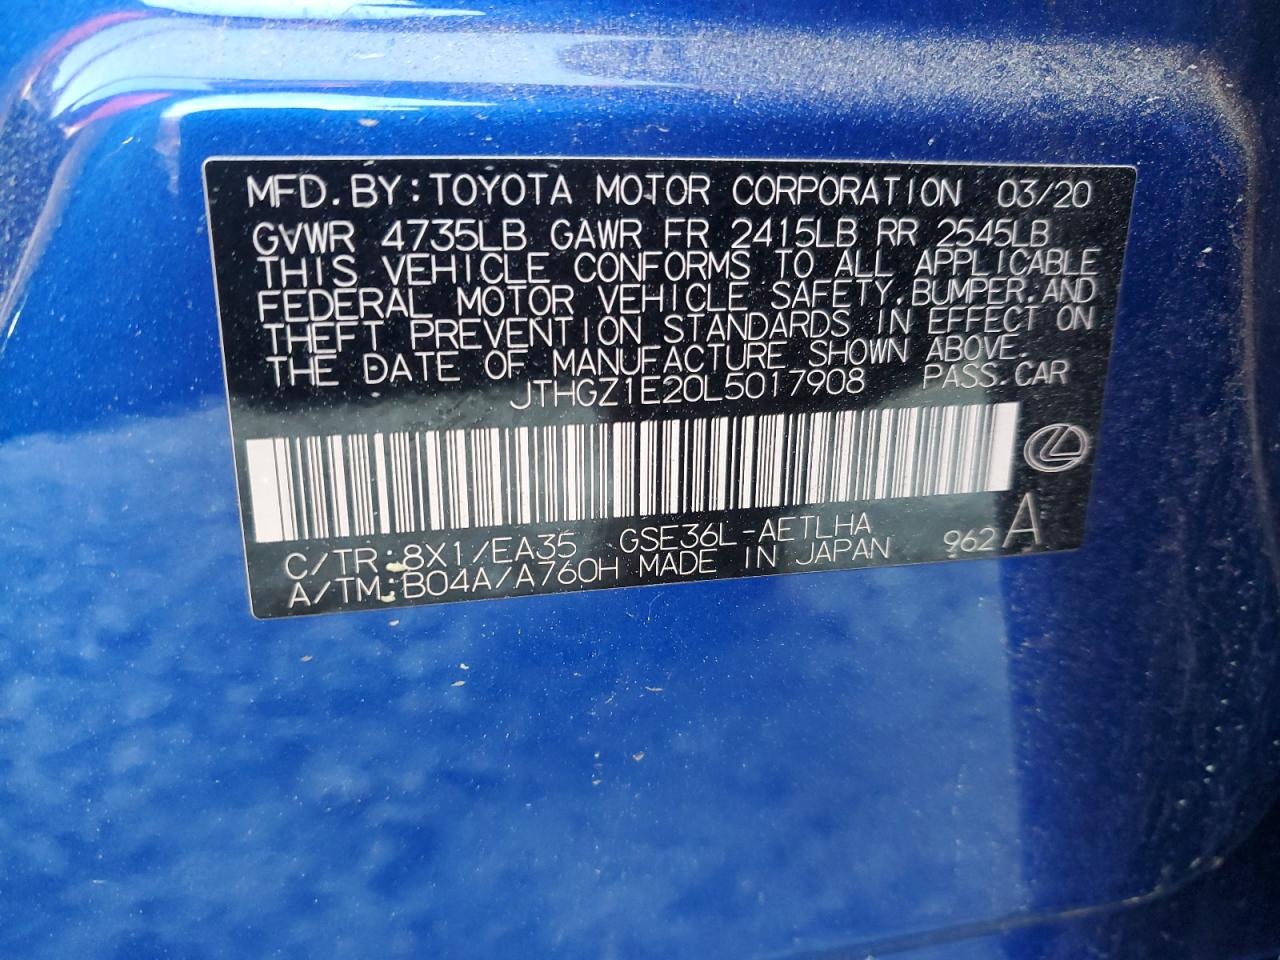 MFD.BY:TOYOTA MOTOR CORPORATION 03/20
GVWR 4735LB GAWR FR 2415LB RR 2545LB
THIS VEHICLE CONFORMS TO ALL APPLICABLE
FEDERAL MOTOR VEHICLE SAFETY.BUMPER.AND
THEFT PREVENTION STANDARDS IN EFFECT ON
THE DATE OF MANUFACTURE SHOWN ABOVE.
JTHGZ1E20L5017908 PASS.CAR
C/TR:8X1/EA35 GSE36L-AETLHA
A/TM:B04A/A760H MADE IN JAPAN 962 A